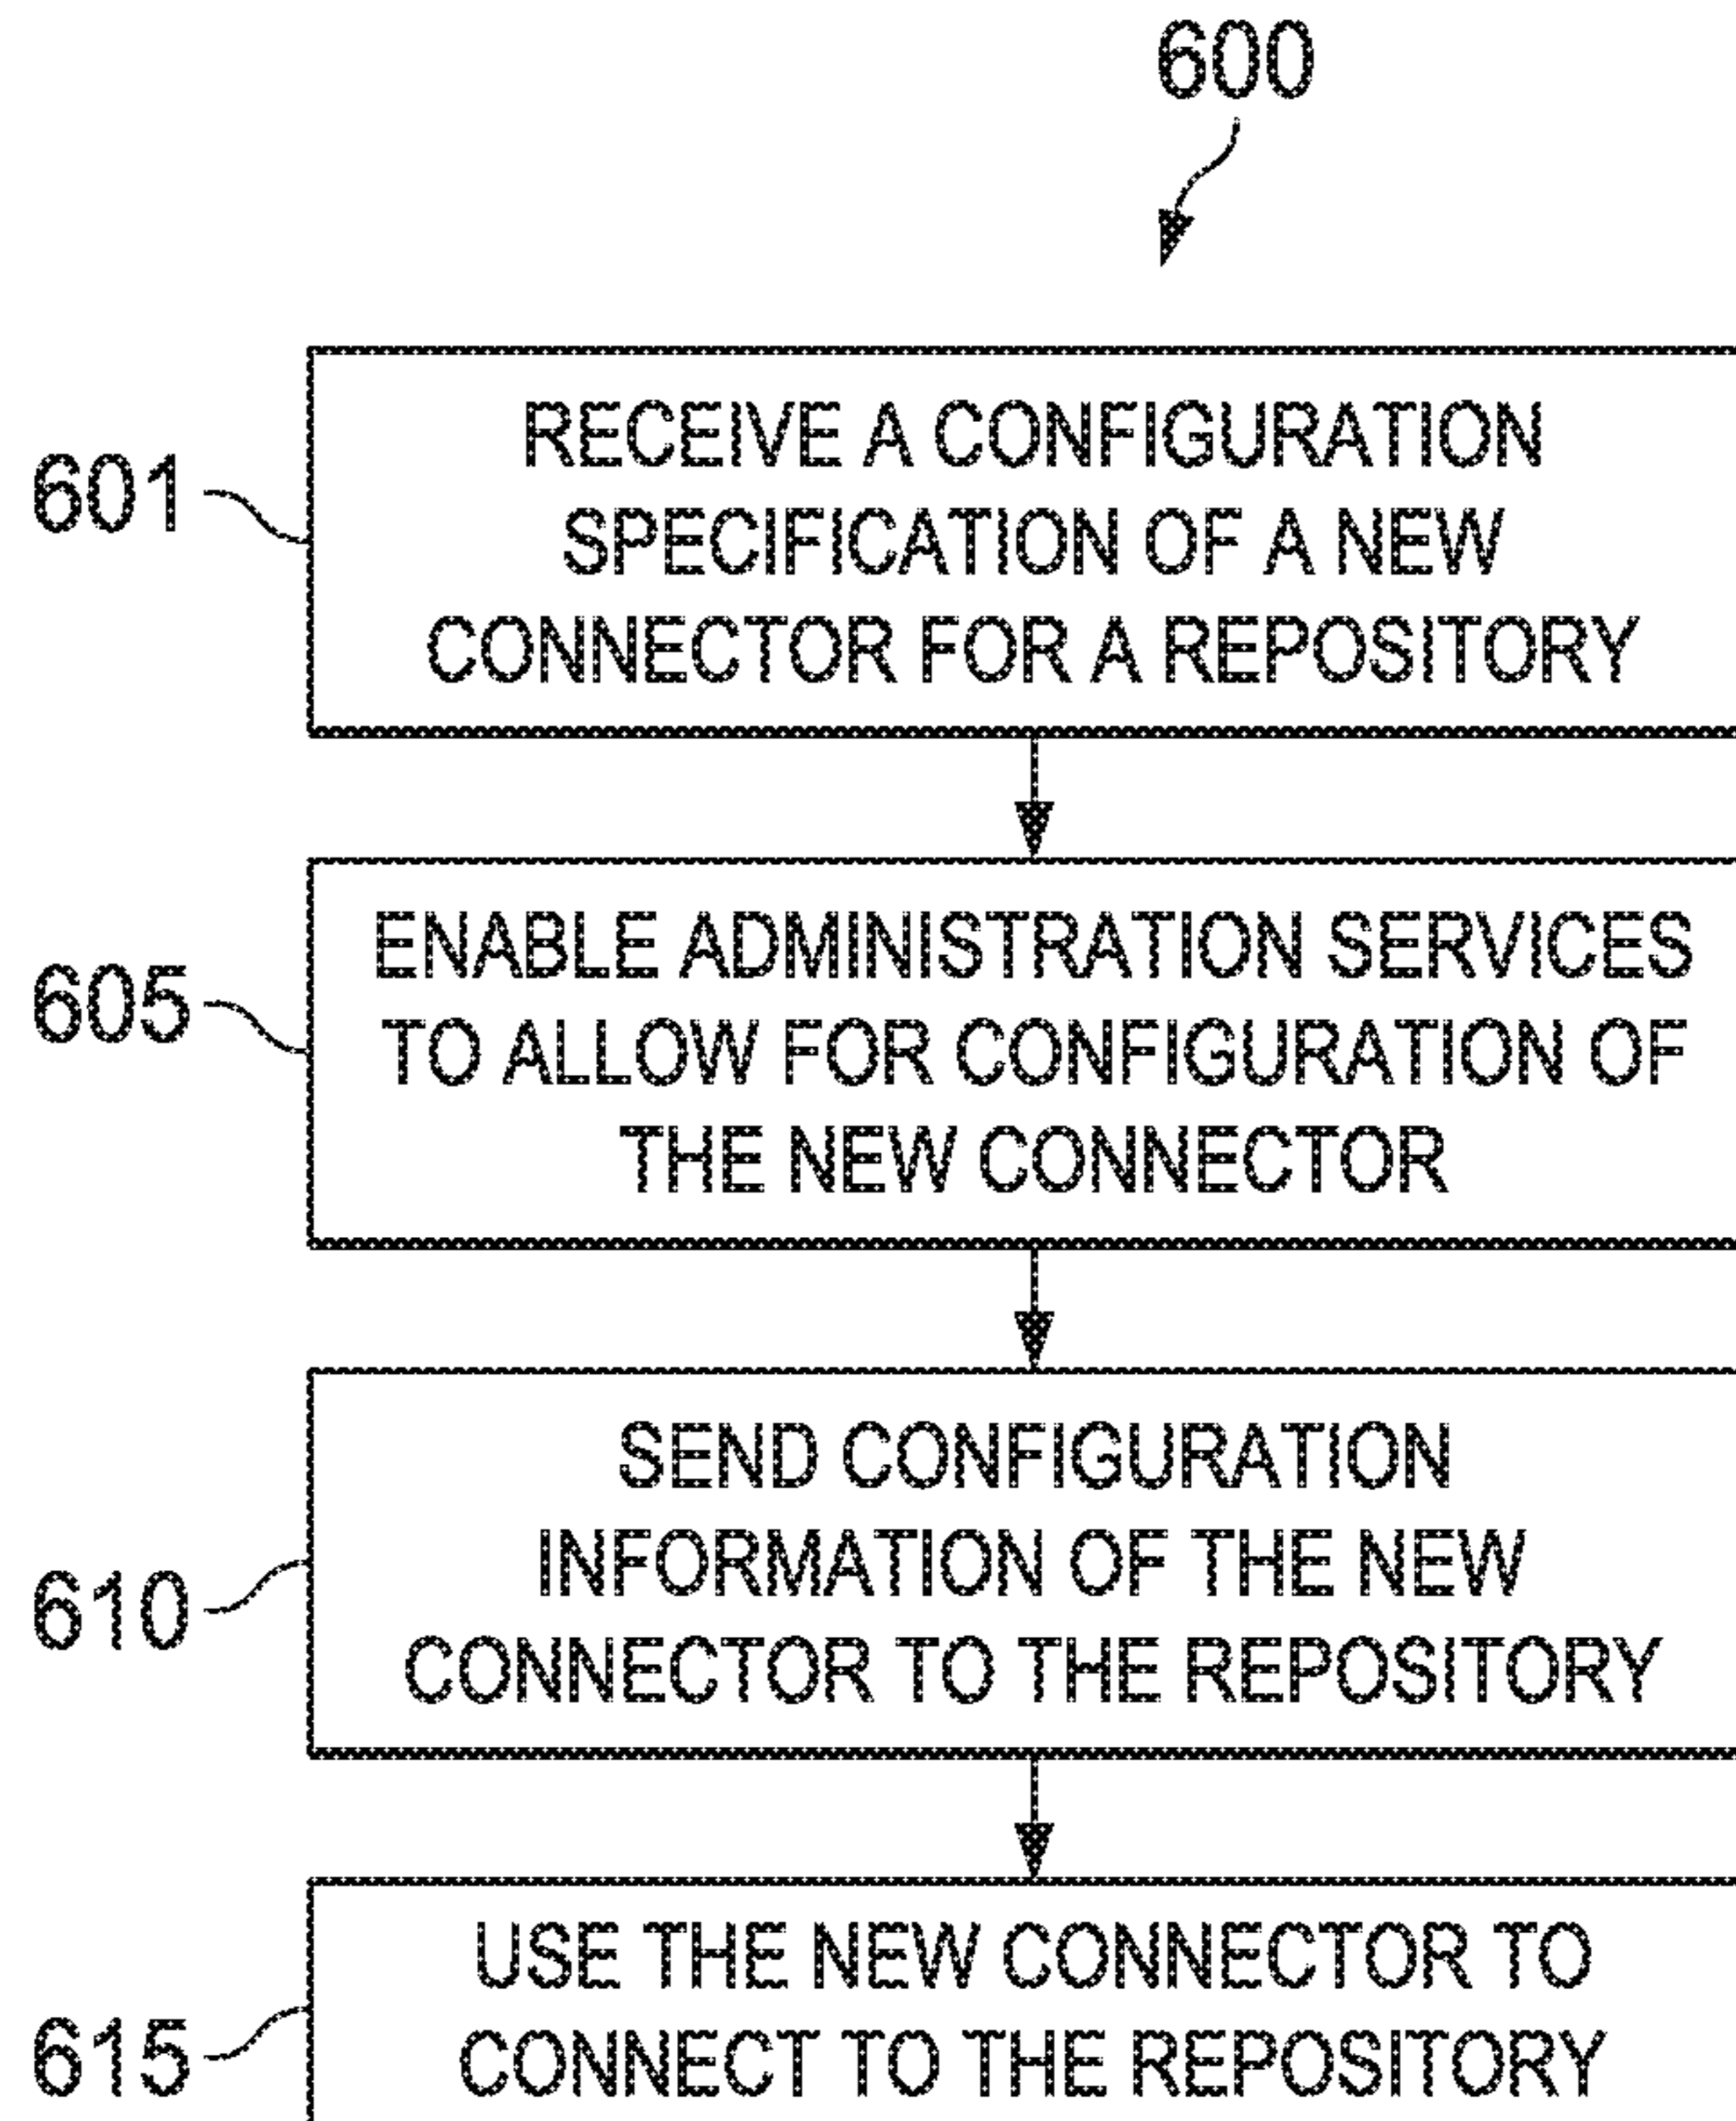 600
601
RECEIVE A CONFIGURATION
SPECIFICATION OF A NEW
CONNECTOR FOR A REPOSITORY
605
ENABLE ADMINISTRATION SERVICES
TO ALLOW FOR CONFIGURATION OF
THE NEW CONNECTOR
610
SEND CONFIGURATION
INFORMATION OF THE NEW
CONNECTOR TO THE REPOSITORY
615
USE THE NEW CONNECTOR TO
CONNECT TO THE REPOSITORY